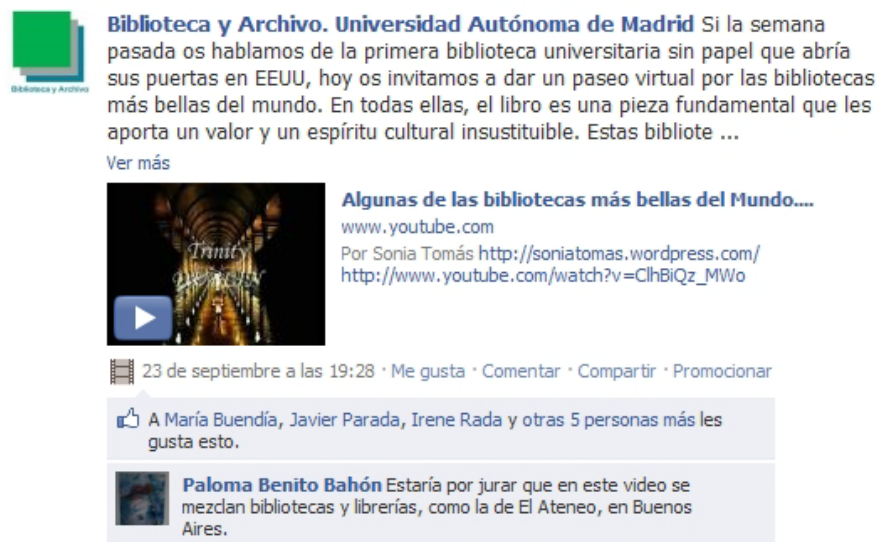 Biblioteca y Archivo
Biblioteca y Archivo. Universidad Autónoma de Madrid Si la semana
pasada os hablamos de la primera biblioteca universitaria sin papel que abría
sus puertas en EEUU, hoy os invitamos a dar un paseo virtual por las bibliotecas
más bellas del mundo. En todas ellas, el libro es una pieza fundamental que les
aporta un valor y un espíritu cultural insustituible. Estas bibliote ...
Ver más
Trinity
Algunas de las bibliotecas más bellas del Mundo....
www.youtube.com
Por Sonia Tomás http://soniatomas.wordpress.com/
http://www.youtube.com/watch?v=ClhBiQz_MWo
23 de septiembre a las 19:28 · Me gusta · Comentar · Compartir · Promocionar
A María Buendía, Javier Parada, Irene Rada y otras 5 personas más les
gusta esto.
Paloma Benito Bahón Estaría por jurar que en este video se
mezclan bibliotecas y librerías, como la de El Ateneo, en Buenos
Aires.